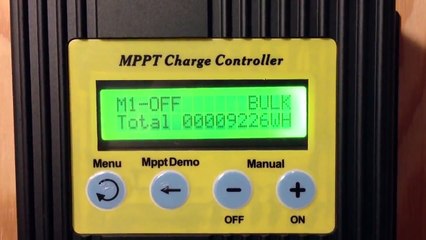 MPPT Charge Controller
M1-OFF BULK
Total 00009226WH
Menu Mppt Demo Manual
← − +
OFF ON